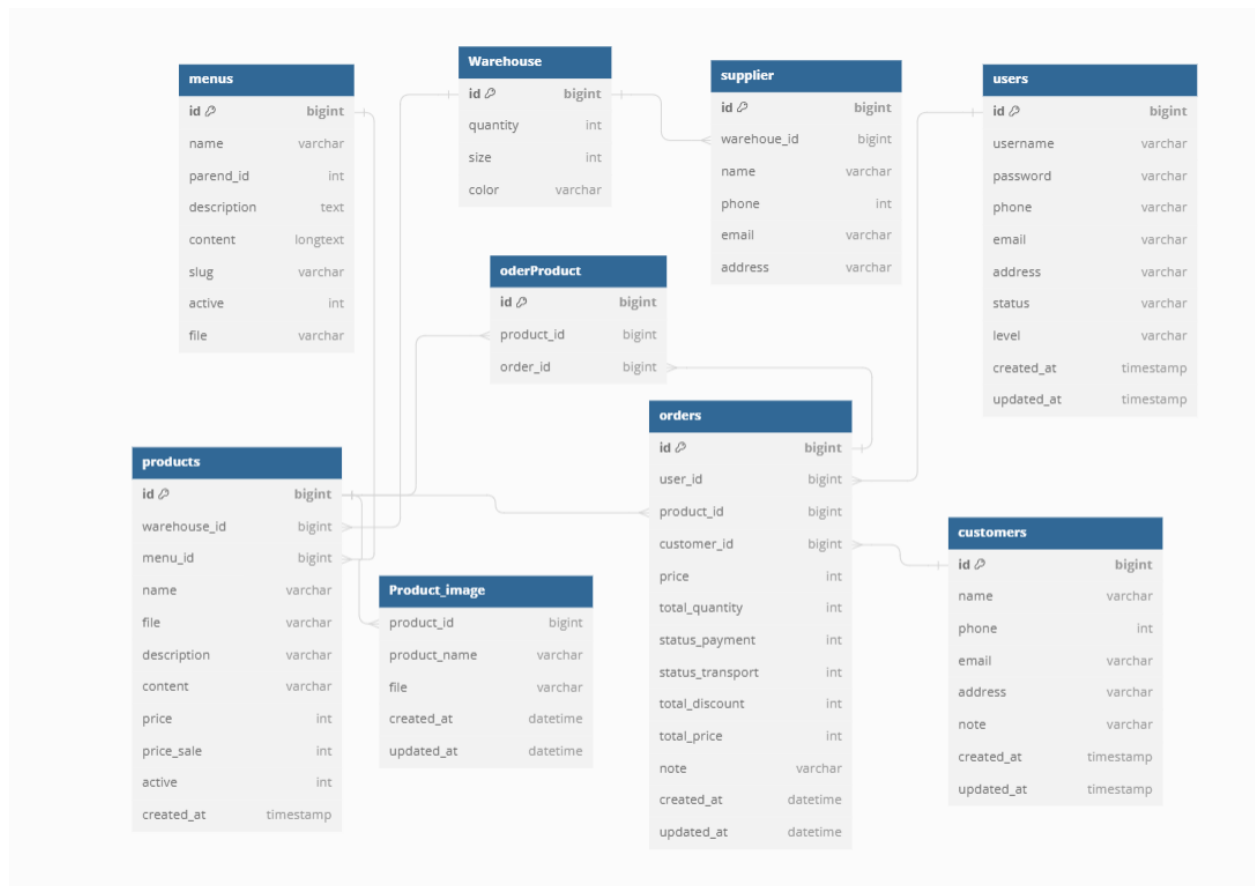 menus
id bigint
name varchar
parend_id int
description text
content longtext
slug varchar
active int
file varchar
Warehouse
id bigint
quantity int
size int
color varchar
supplier
id bigint
warehoue_id bigint
name varchar
phone int
email varchar
address varchar
users
id bigint
username varchar
password varchar
phone varchar
email varchar
address varchar
status varchar
level varchar
created_at timestamp
updated_at timestamp
oderProduct
id bigint
product_id bigint
order_id bigint
products
id bigint
warehouse_id bigint
menu_id bigint
name varchar
file varchar
description varchar
content varchar
price int
price_sale int
active int
created_at timestamp
Product_image
product_id bigint
product_name varchar
file varchar
created_at datetime
updated_at datetime
orders
id bigint
user_id bigint
product_id bigint
customer_id bigint
price int
total_quantity int
status_payment int
status_transport int
total_discount int
total_price int
note varchar
created_at datetime
updated_at datetime
customers
id bigint
name varchar
phone int
email varchar
address varchar
note varchar
created_at timestamp
updated_at timestamp